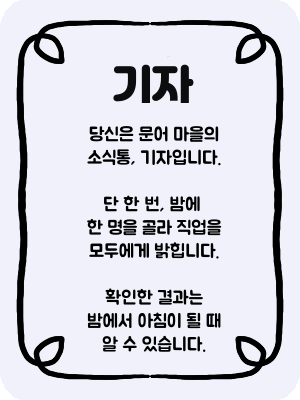 기자
당신은 문어 마을의
소식통, 기자입니다.
단 한 번, 밤에
한 명을 골라 직업을
모두에게 밝힙니다.
확인한 결과는
밤에서 아침이 될 때
알 수 있습니다.